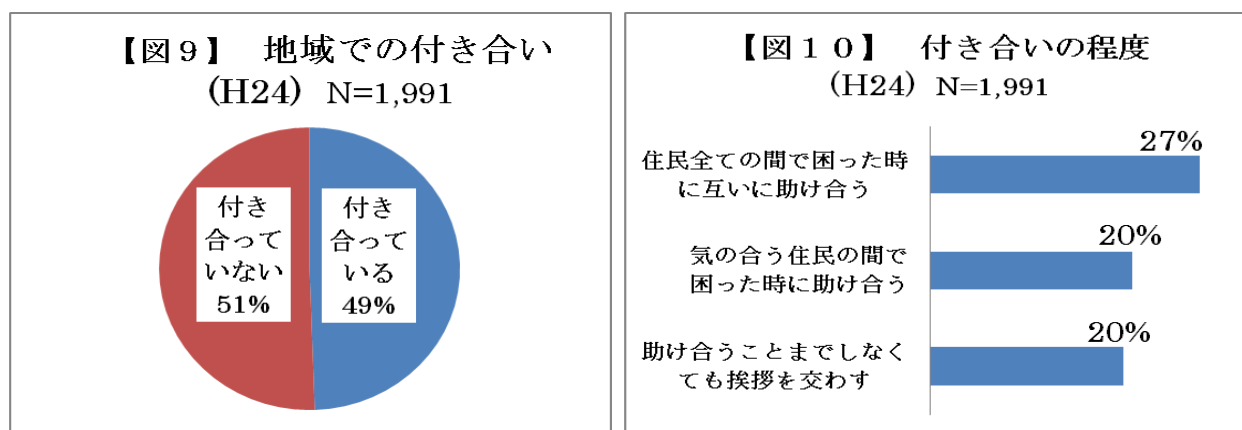 【図９】　地域での付き合い
(H24)  N=1,991
付き
合って
いない
51%
付き
合って
いる
49%
【図１０】　付き合いの程度
(H24)  N=1,991
住民全ての間で困った時
に互いに助け合う
27%
気の合う住民の間で
困った時に助け合う
20%
助け合うことまでしなく
ても挨拶を交わす
20%